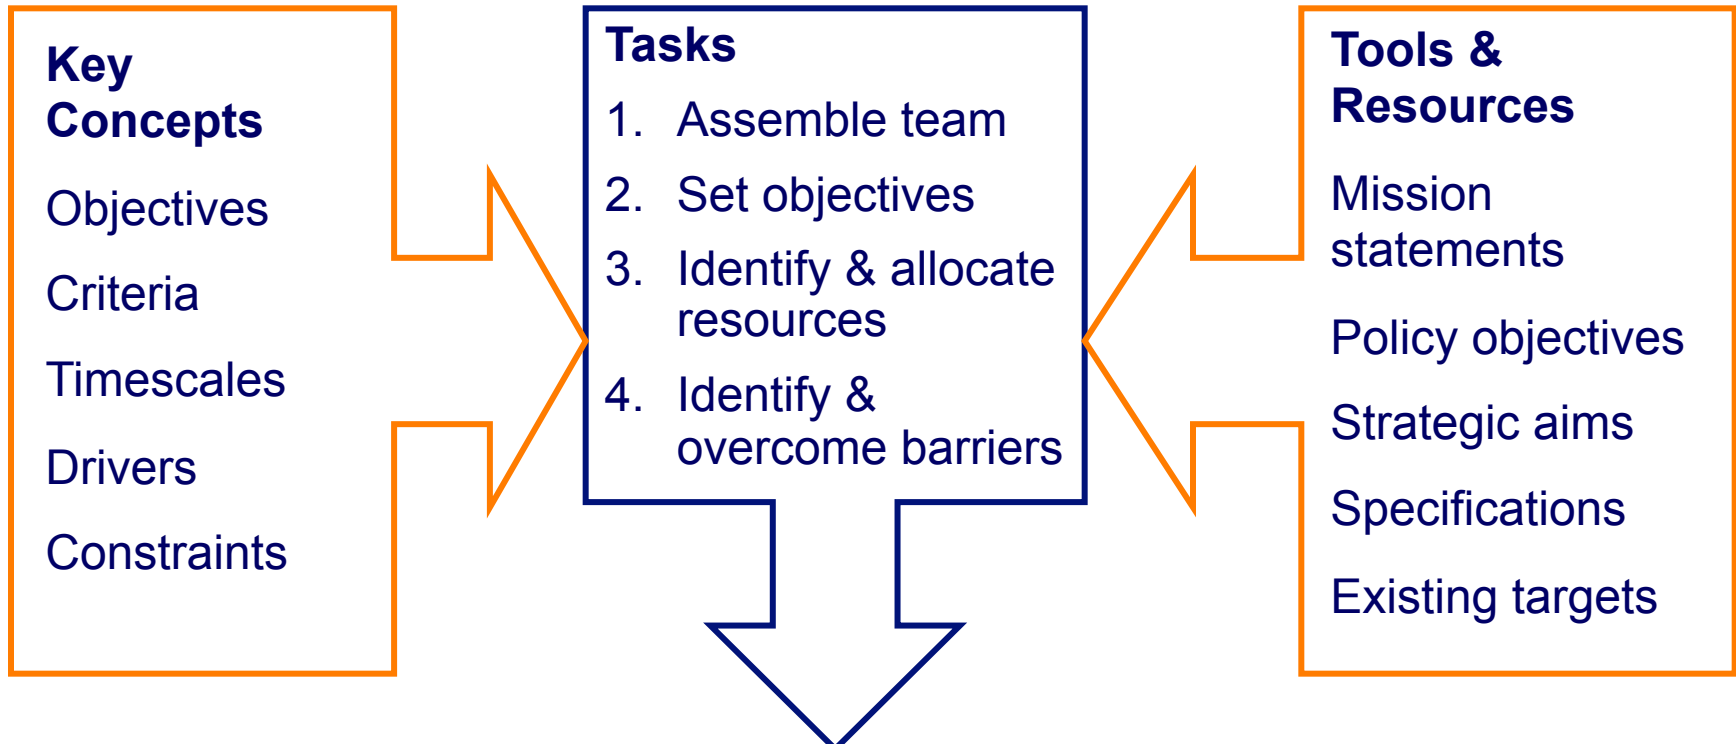 Key
Concepts
Objectives
Criteria
Timescales
Drivers
Constraints
Tasks
1. Assemble team
2. Set objectives
3. Identify & allocate
resources
4. Identify &
overcome barriers
Tools &
Resources
Mission
statements
Policy objectives
Strategic aims
Specifications
Existing targets